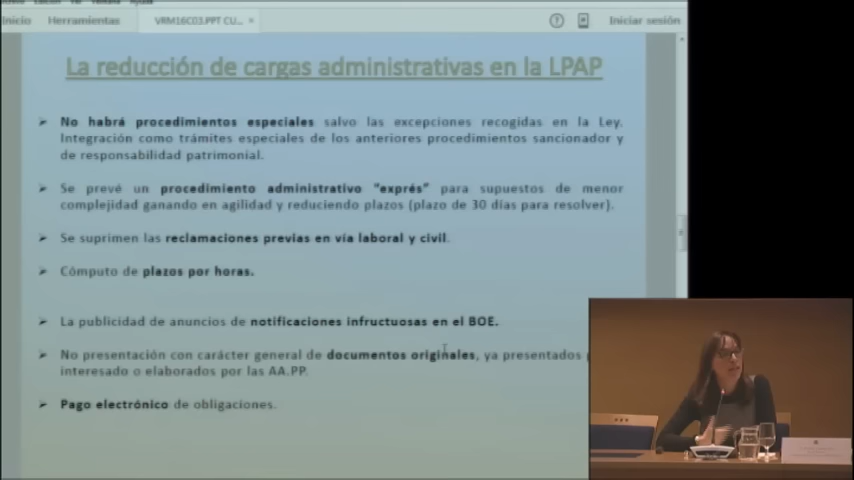 Inicio Herramientas VRM16C03.PPT CU... × Iniciar sesión
La reducción de cargas administrativas en la LPAP
No habrá procedimientos especiales salvo las excepciones recogidas en la Ley.
Integración como trámites especiales de los anteriores procedimientos sancionador y
de responsabilidad patrimonial.
Se prevé un procedimiento administrativo "exprés" para supuestos de menor
complejidad ganando en agilidad y reduciendo plazos (plazo de 30 días para resolver).
Se suprimen las reclamaciones previas en vía laboral y civil.
Cómputo de plazos por horas.
La publicidad de anuncios de notificaciones infructuosas en el BOE.
No presentación con carácter general de documentos originales, ya presentados
interesado o elaborados por las AA.PP.
Pago electrónico de obligaciones.